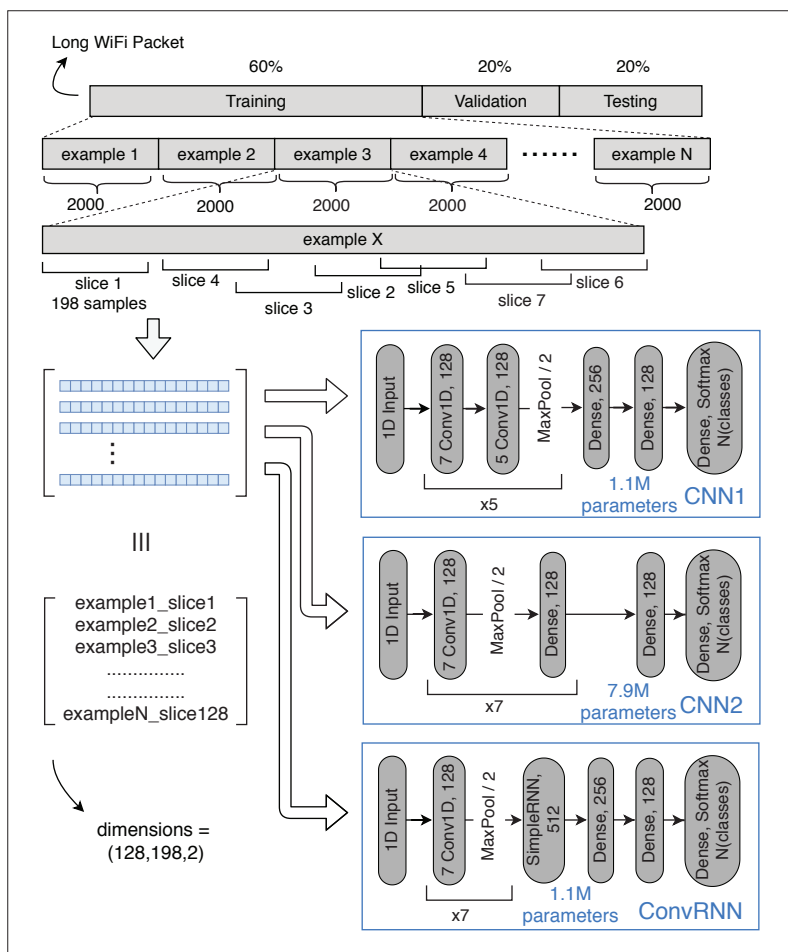 Long WiFi Packet
60% 20% 20%
Training Validation Testing
example 1 example 2 example 3 example 4 ...... example N
2000 2000 2000 2000 2000
example X
slice 1 slice 4 slice 3 slice 2 slice 5 slice 7 slice 6
198 samples
1D Input
7 Conv1D, 128
5 Conv1D, 128
MaxPool / 2
Dense, 256
Dense, 128
Dense, Softmax
N(classes)
x5
1.1M
parameters
CNN1
1D Input
7 Conv1D, 128
MaxPool / 2
Dense, 128
Dense, 128
Dense, Softmax
N(classes)
x7
7.9M
parameters
CNN2
example1_slice1
example2_slice2
example3_slice3
...............
...............
exampleN_slice128
dimensions =
(128,198,2)
1D Input
7 Conv1D, 128
MaxPool / 2
SimpleRNN,
512
Dense, 256
Dense, 128
Dense, Softmax
N(classes)
x7
1.1M
parameters
ConvRNN